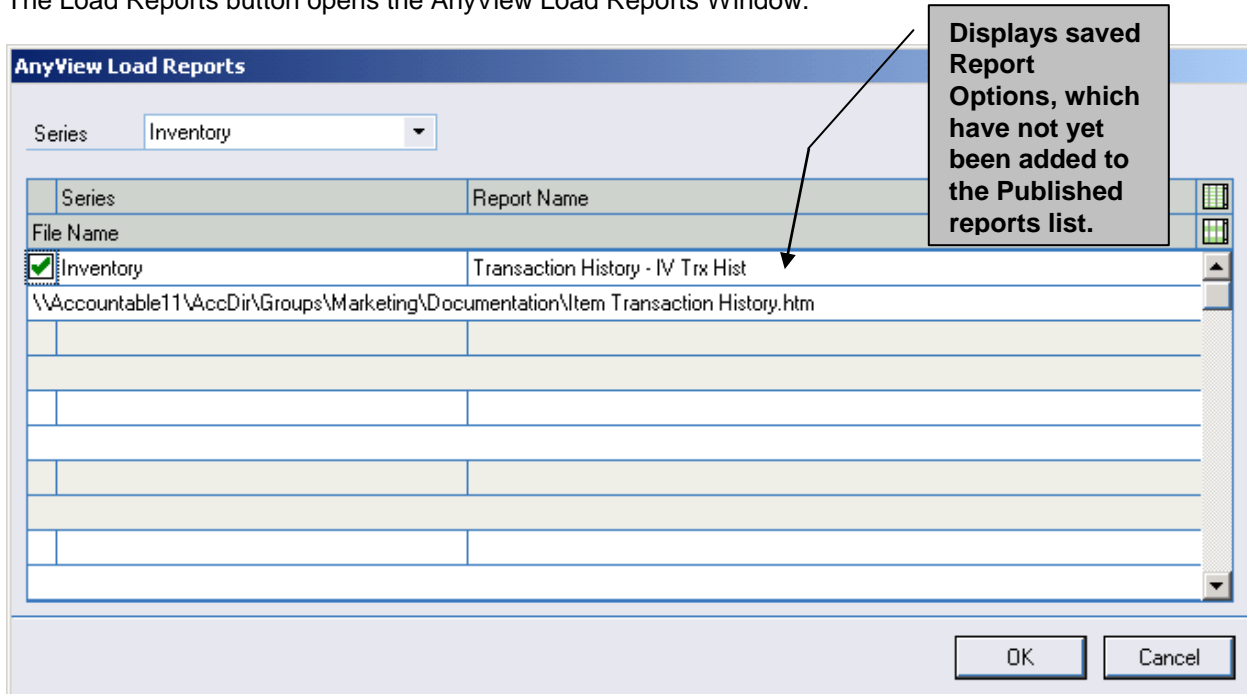 The Load Reports button opens the AnyView Load Reports Window.
Displays saved
Report
Options, which
have not yet
been added to
the Published
reports list.
AnyView Load Reports
Series Inventory
Series Report Name
File Name
Inventory Transaction History - IV Trx Hist
\\Accountable11\AccDir\Groups\Marketing\Documentation\Item Transaction History.htm
OK Cancel